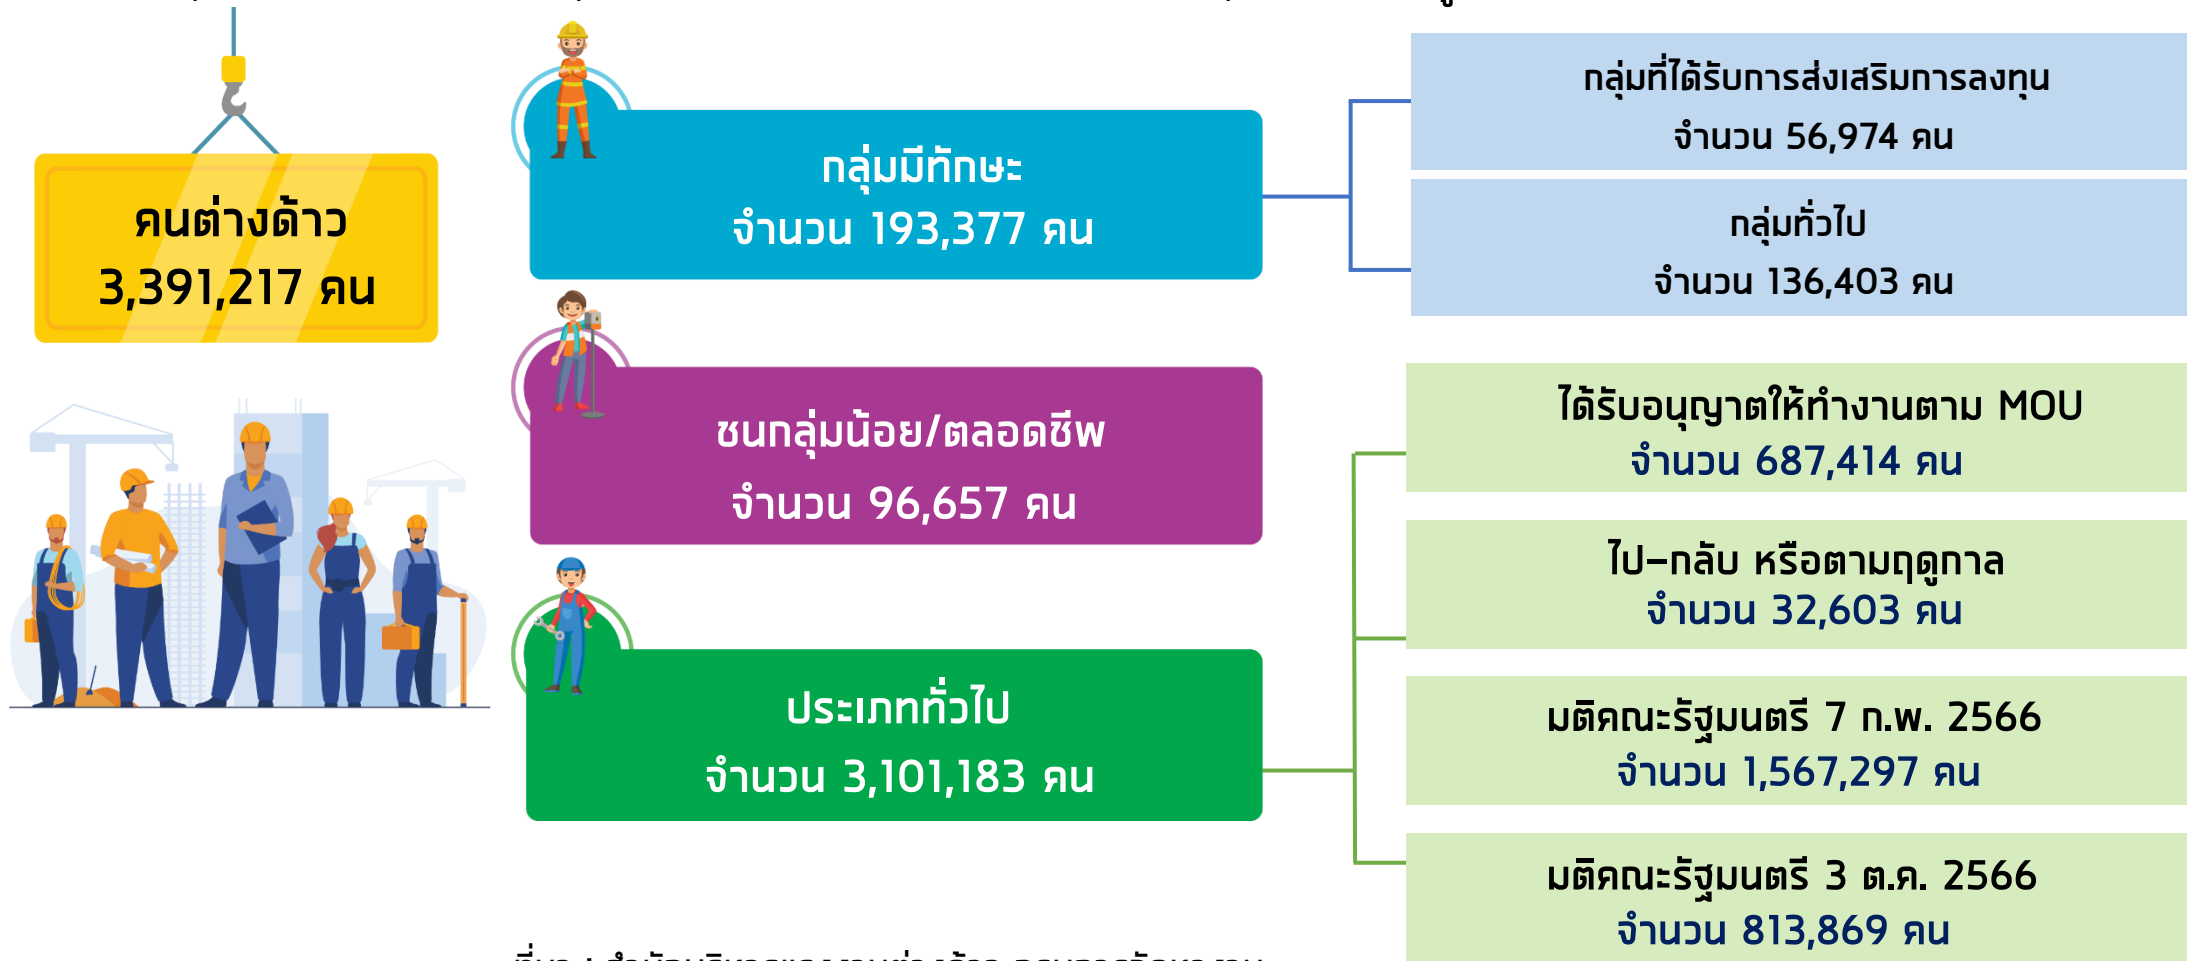 คนต่างด้าว
3,391,217 คน
กลุ่มมีทักษะ
จำนวน 193,377 คน
กลุ่มที่ได้รับการส่งเสริมการลงทุน
จำนวน 56,974 คน
กลุ่มทั่วไป
จำนวน 136,403 คน
ชนกลุ่มน้อย/ตลอดชีพ
จำนวน 96,657 คน
ประเภททั่วไป
จำนวน 3,101,183 คน
ได้รับอนุญาตให้ทำงานตาม MOU
จำนวน 687,414 คน
ไป-กลับ หรือตามฤดูกาล
จำนวน 32,603 คน
มติคณะรัฐมนตรี 7 ก.พ. 2566
จำนวน 1,567,297 คน
มติคณะรัฐมนตรี 3 ต.ค. 2566
จำนวน 813,869 คน